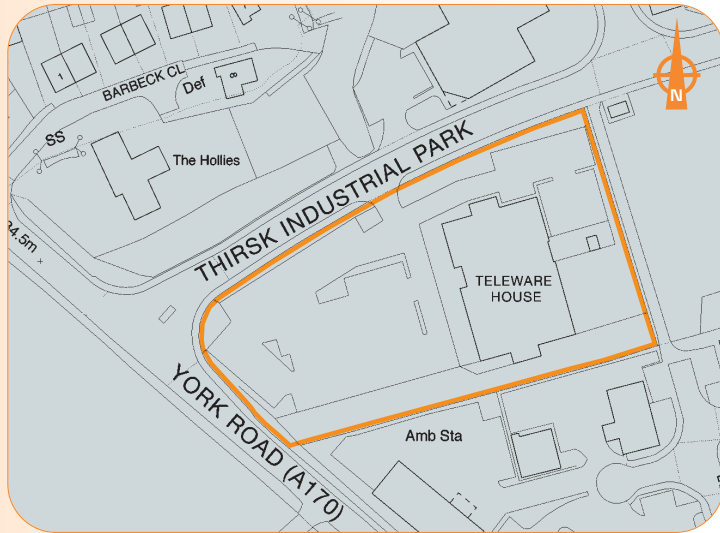 1
BARBECK CL
Def
8
SS
The Hollies
N
THIRSK INDUSTRIAL PARK
TELEWARE
HOUSE
YORK ROAD (A170)
Amb Sta